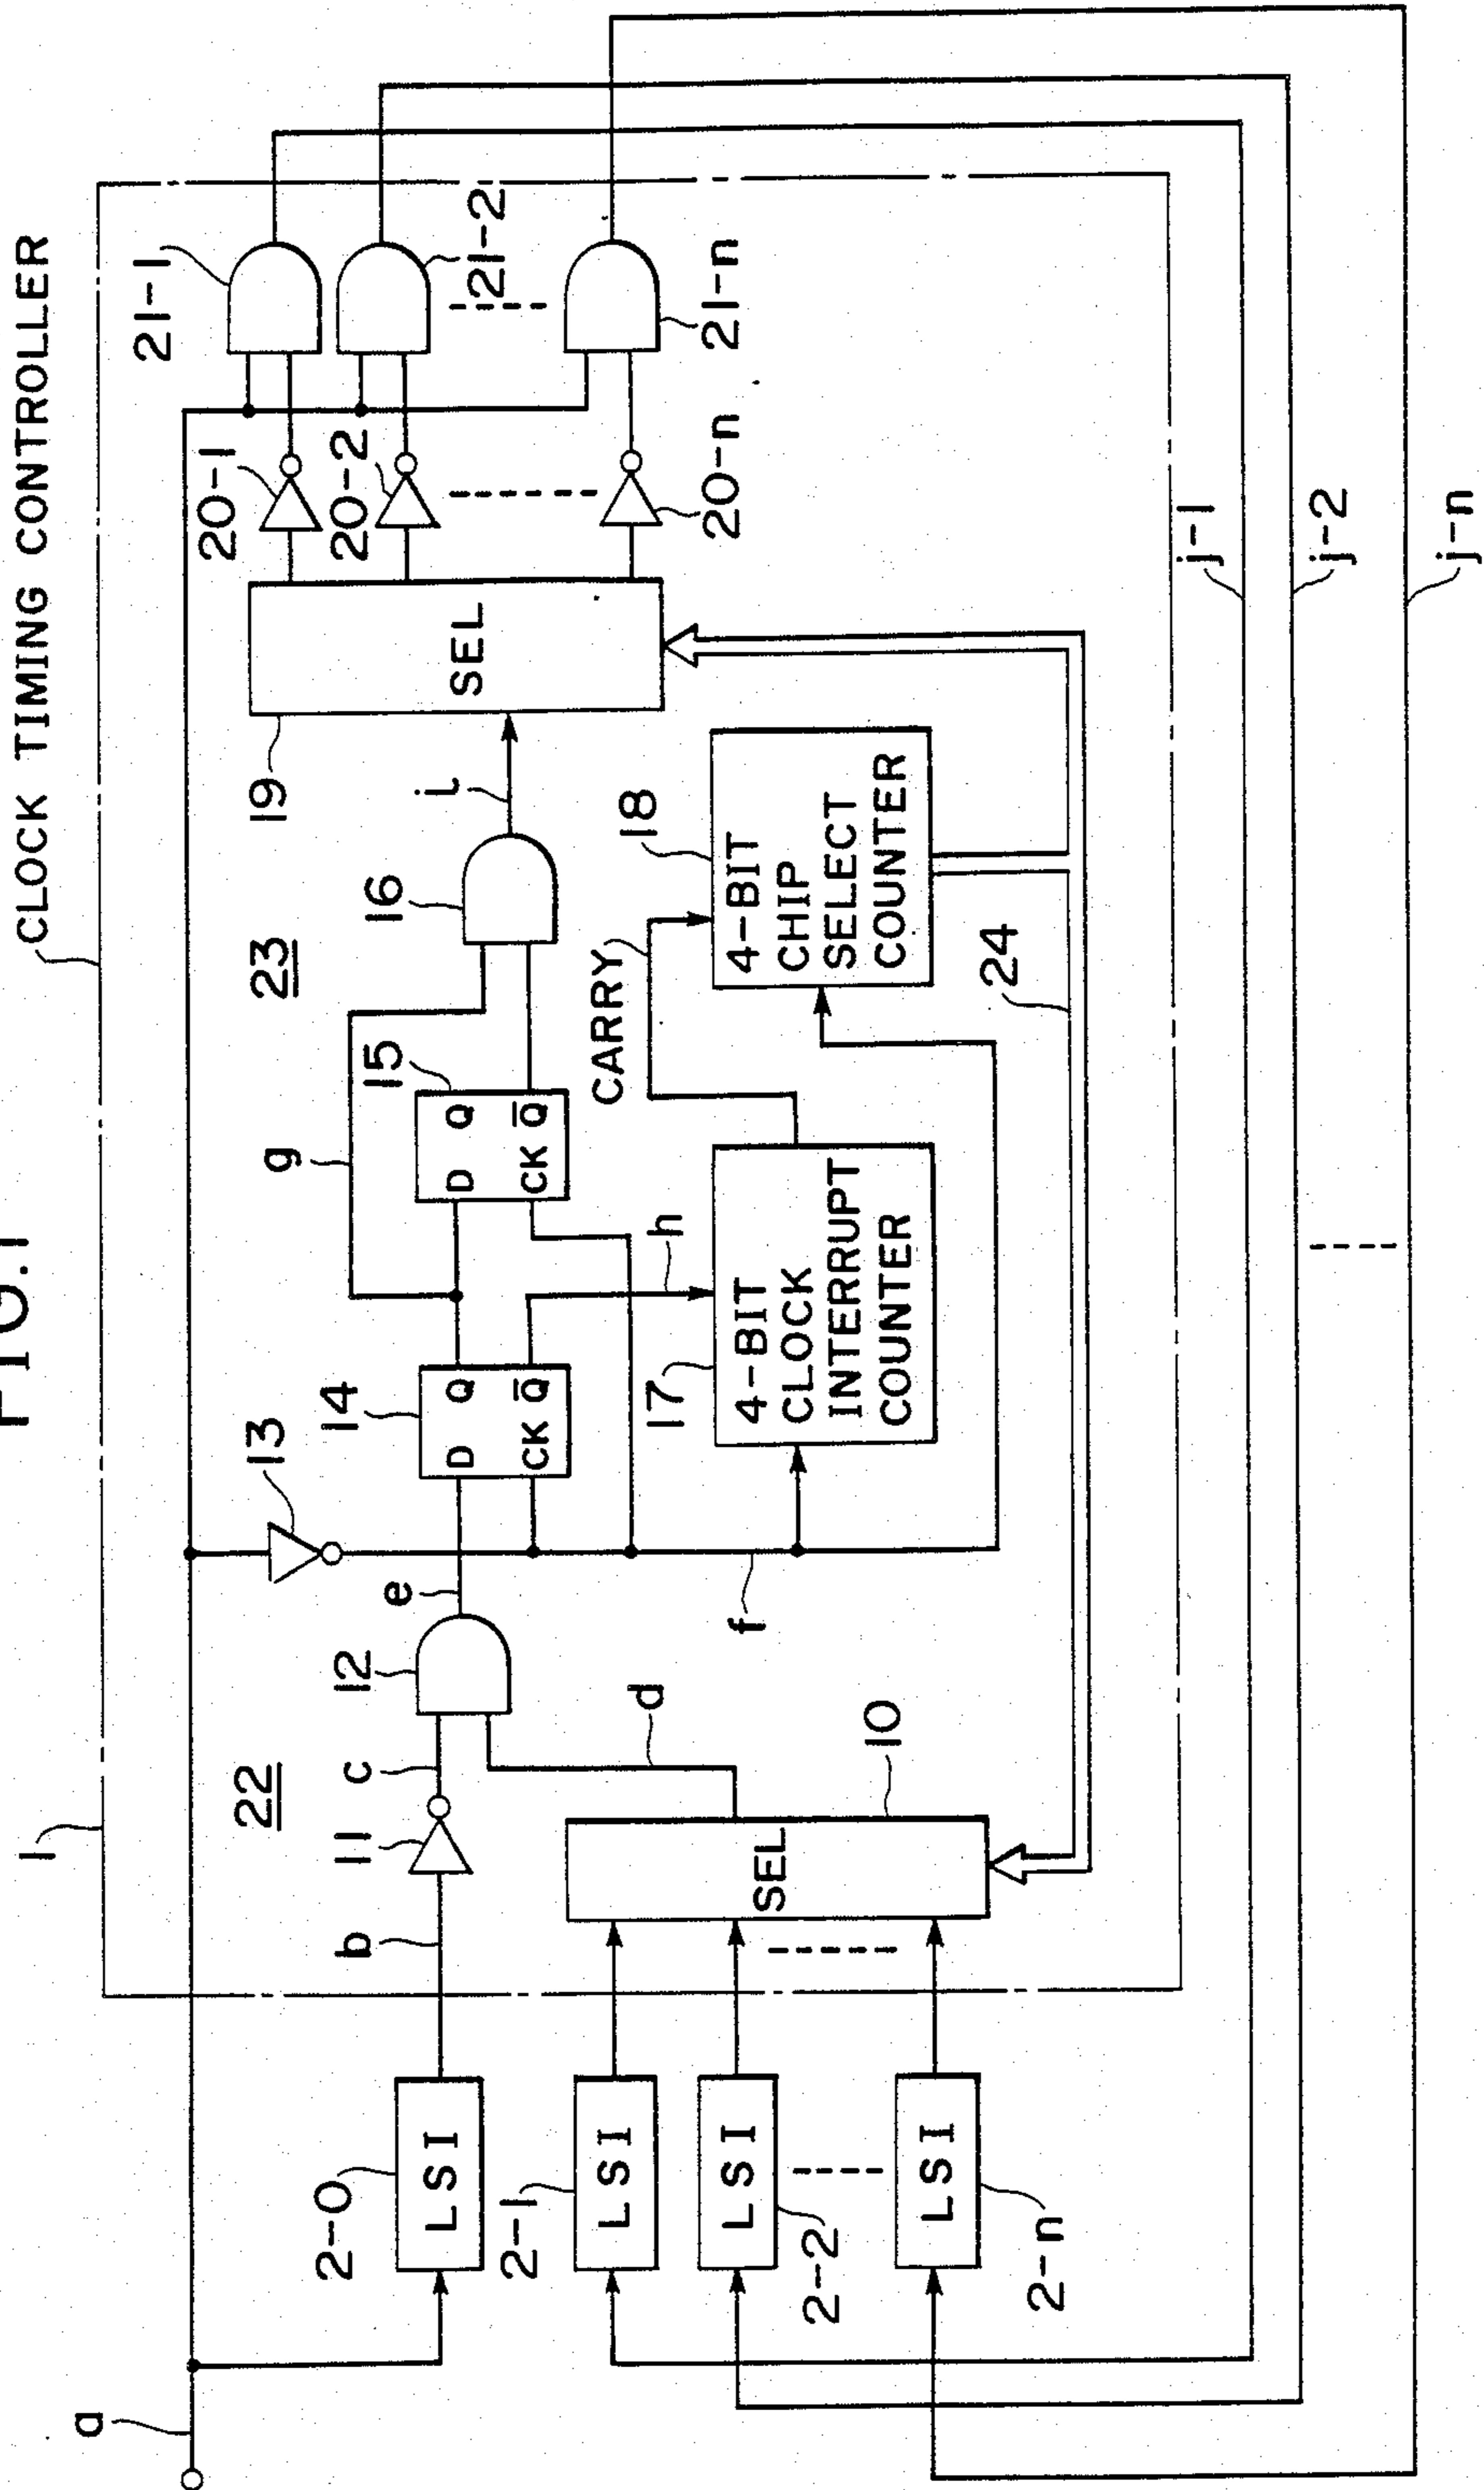 FIG.1
CLOCK TIMING CONTROLLER
1
a
22
23
13
21-1
20-1
21-2
20-2
21-n
20-n
19
SEL
2-0
LSI
b
11
c
12
e
14
D Q
CK Q̅
g
15
D Q
CK Q̅
16
i
2-1
LSI
2-2
LSI
2-n
LSI
SEL
10
d
f
h
17
4-BIT
CLOCK
INTERRUPT
COUNTER
CARRY
18
4-BIT
CHIP
SELECT
COUNTER
24
j-1
j-2
j-n